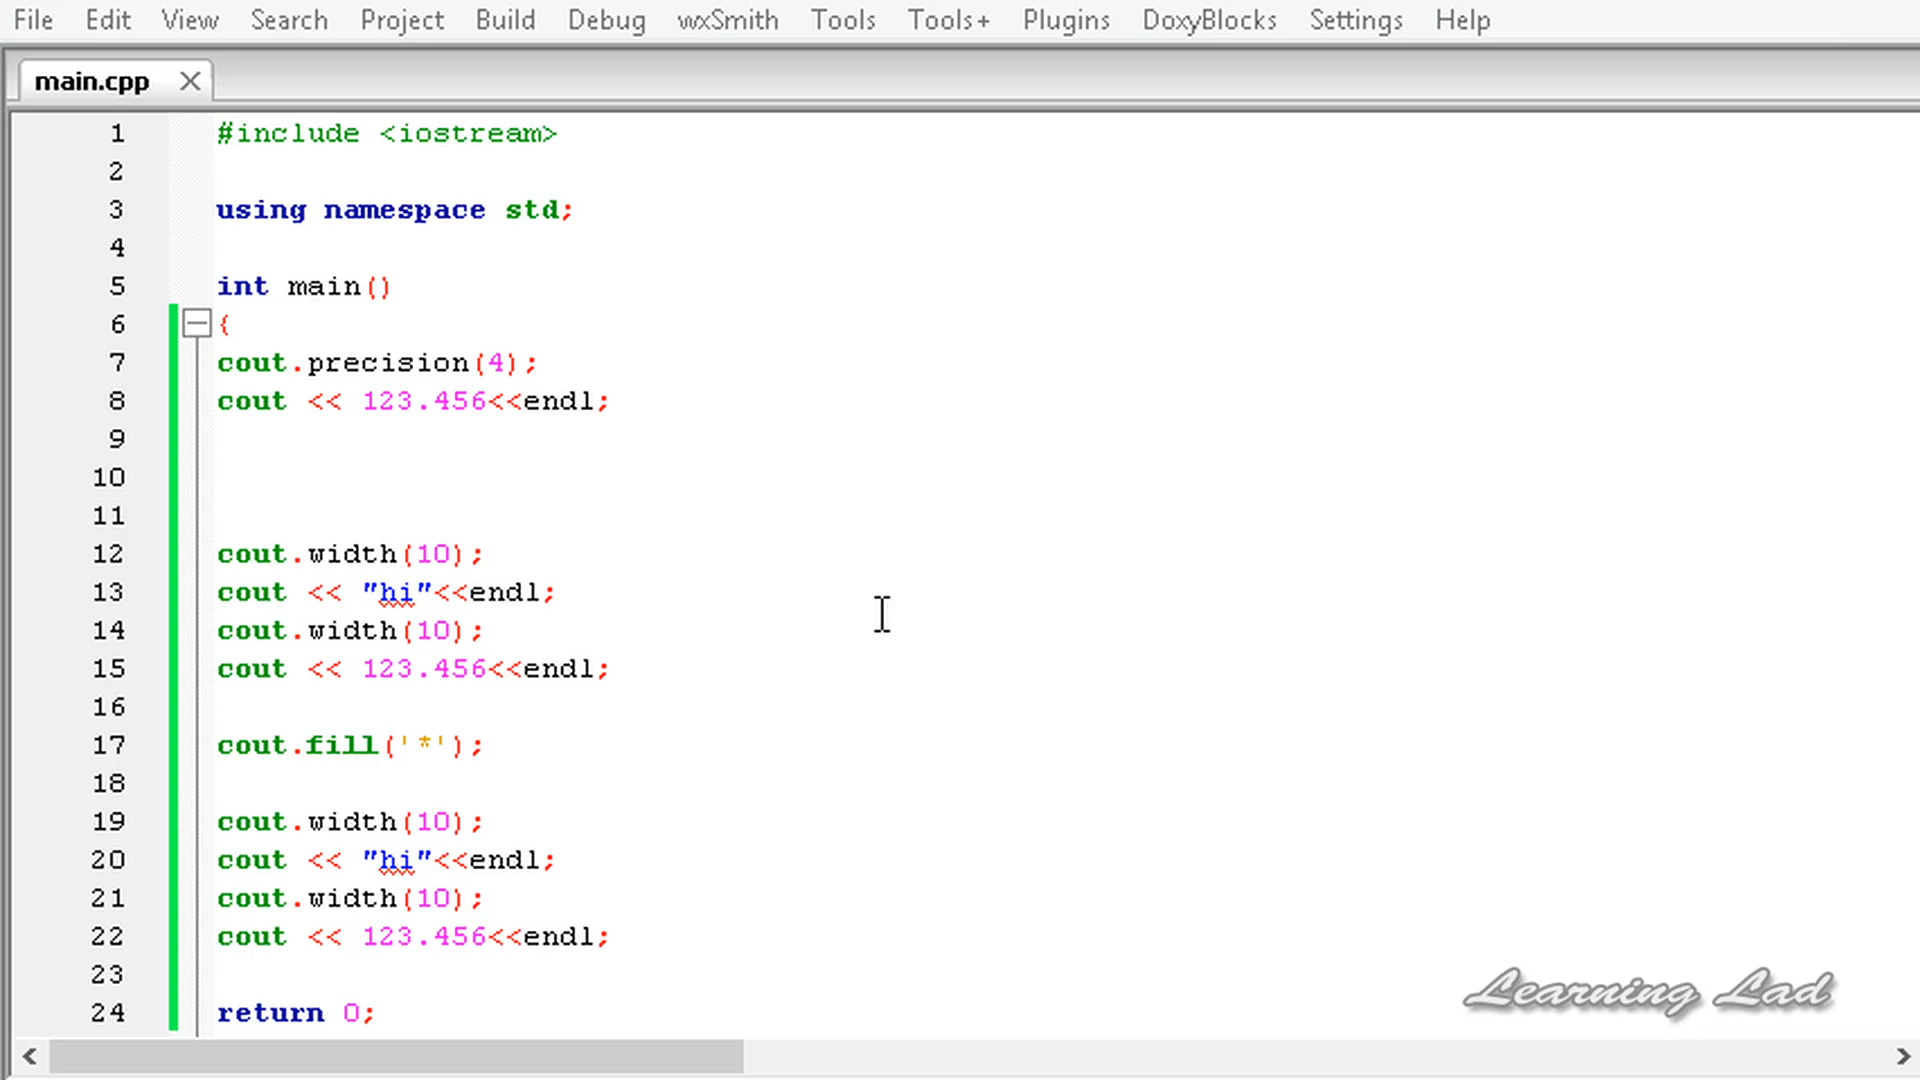 File Edit View Search Project Build Debug wxSmith Tools Tools+ Plugins DoxyBlocks Settings Help
main.cpp
1 #include <iostream>
2
3 using namespace std;
4
5 int main()
6 {
7 cout.precision(4);
8 cout << 123.456<<endl;
9
10
11
12 cout.width(10);
13 cout << "hi"<<endl;
14 cout.width(10);
15 cout << 123.456<<endl;
16
17 cout.fill('*');
18
19 cout.width(10);
20 cout << "hi"<<endl;
21 cout.width(10);
22 cout << 123.456<<endl;
23
24 return 0;
Learning Lad